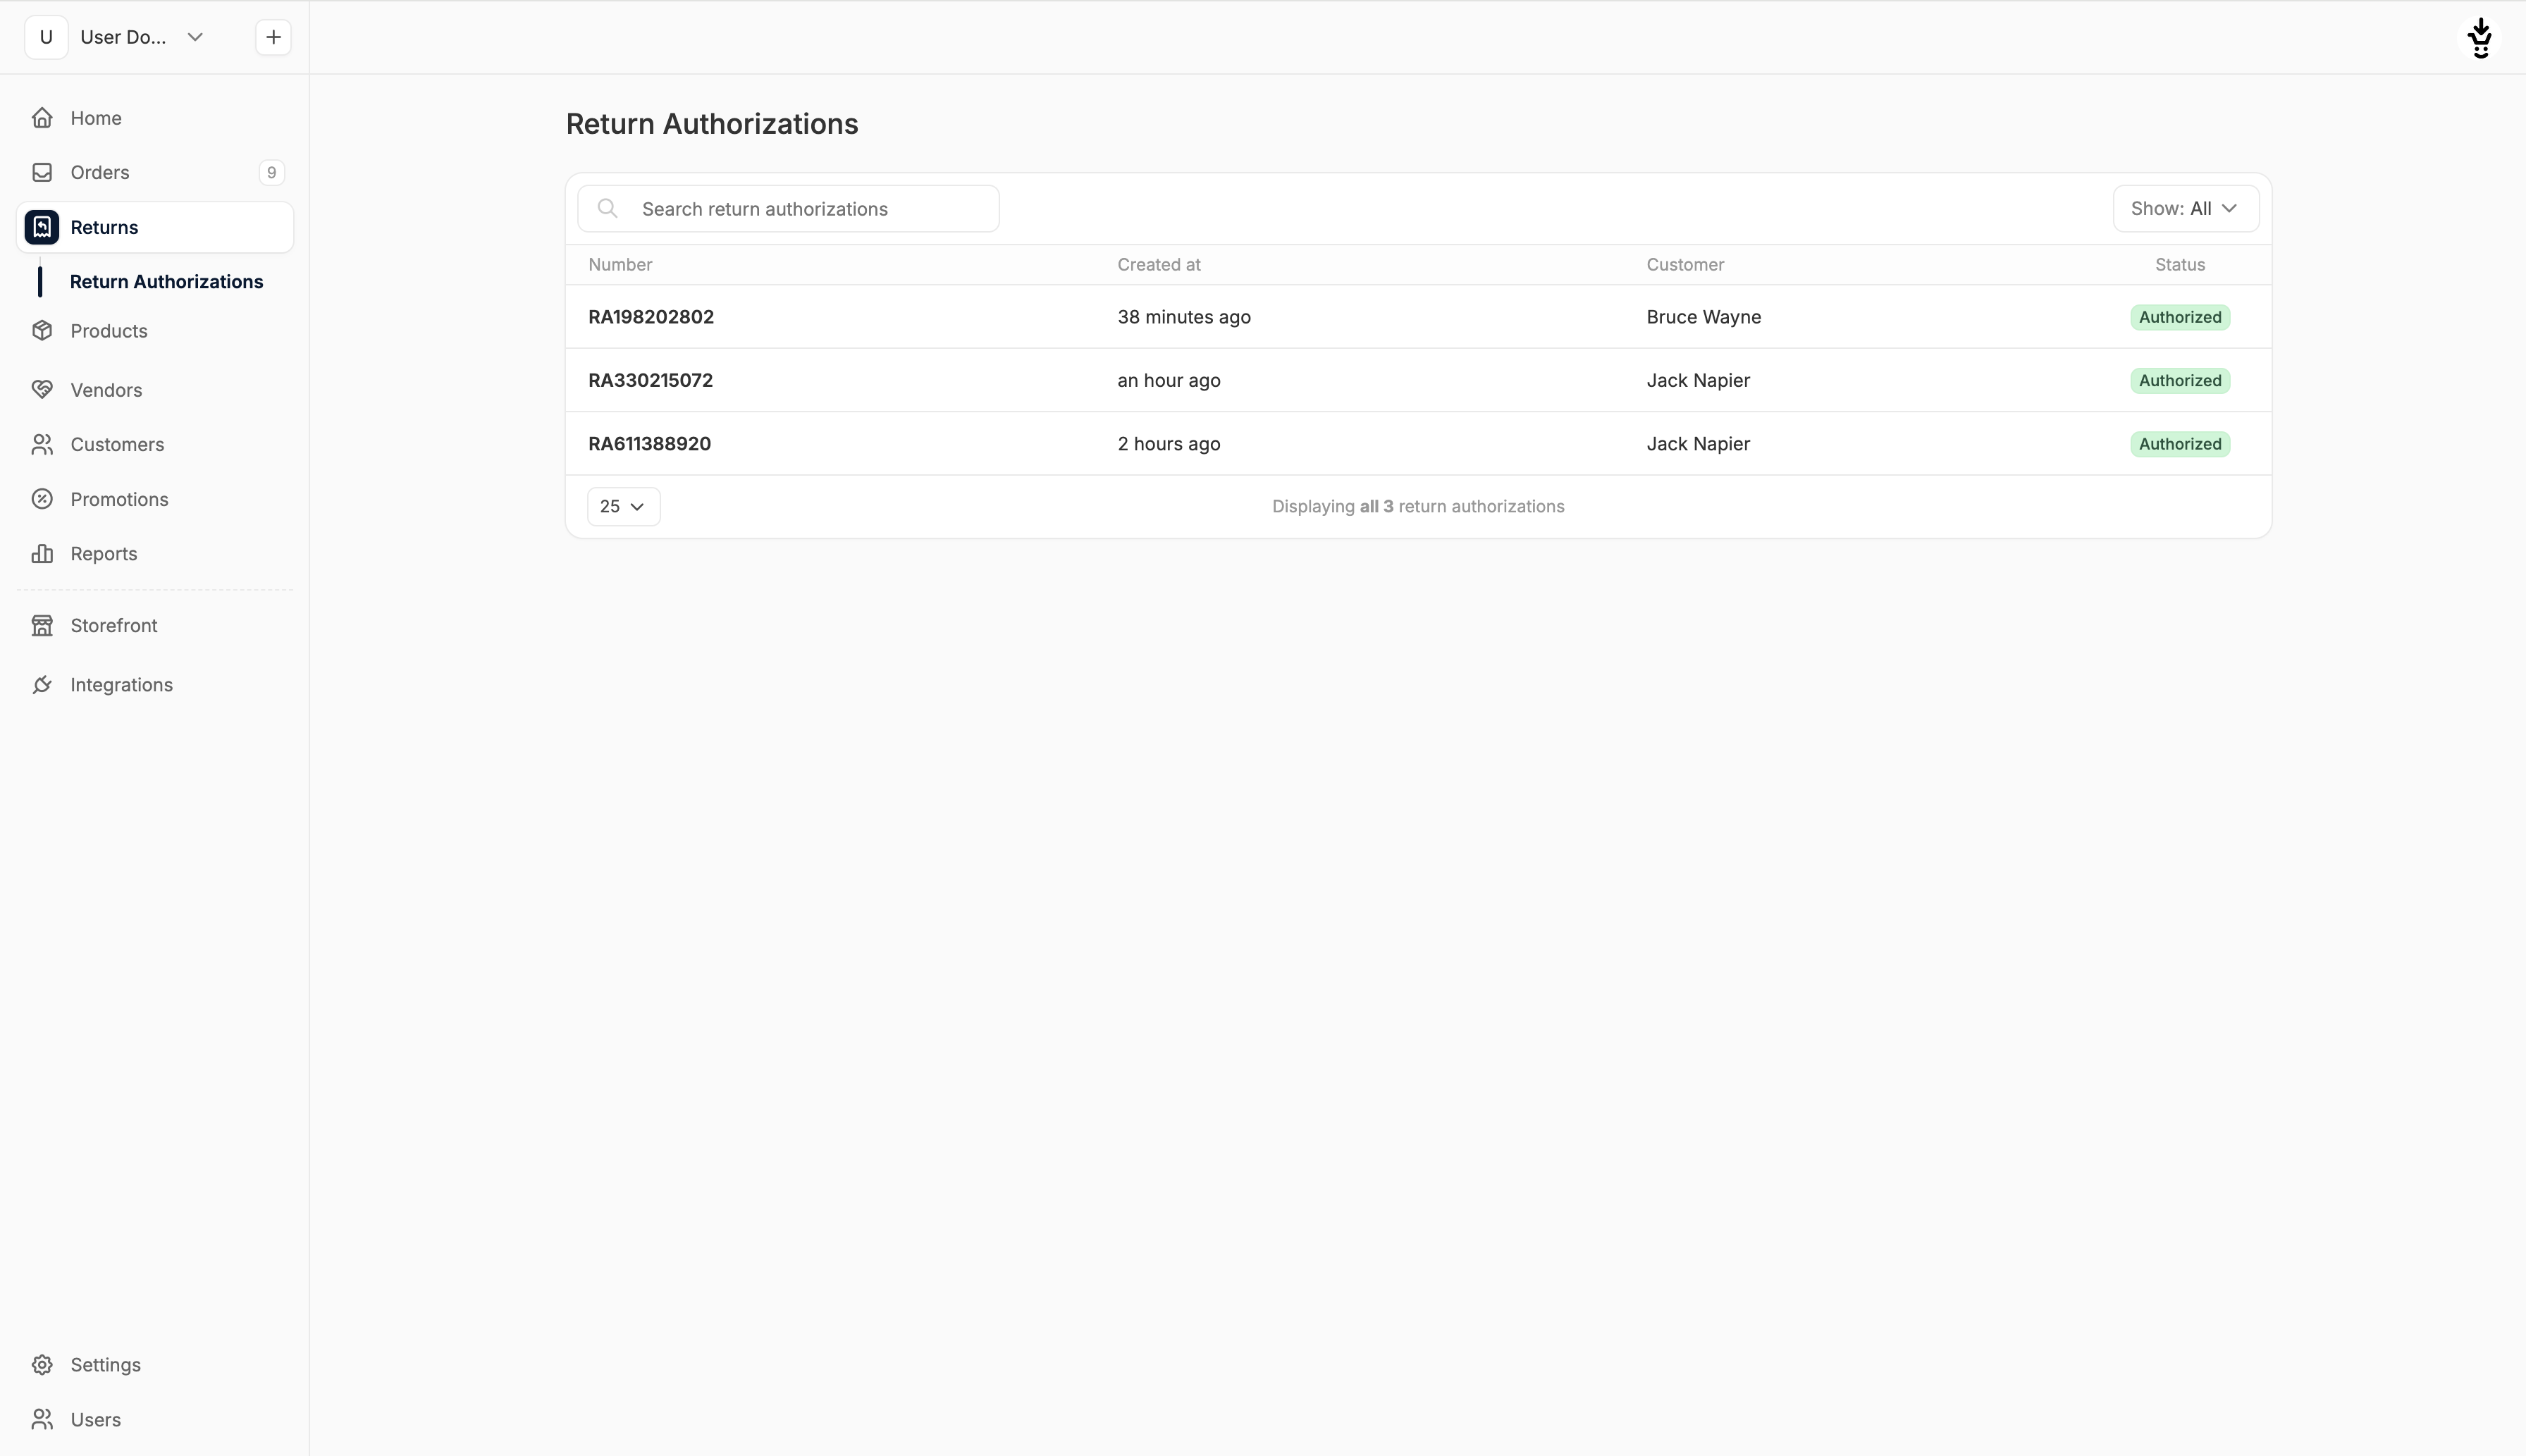 U User Do...
Home
Orders 9
Returns
Return Authorizations
Products
Vendors
Customers
Promotions
Reports
Storefront
Integrations
Settings
Users
Return Authorizations
Search return authorizations Show: All
Number Created at Customer Status
RA198202802 38 minutes ago Bruce Wayne Authorized
RA330215072 an hour ago Jack Napier Authorized
RA611388920 2 hours ago Jack Napier Authorized
25 Displaying all 3 return authorizations